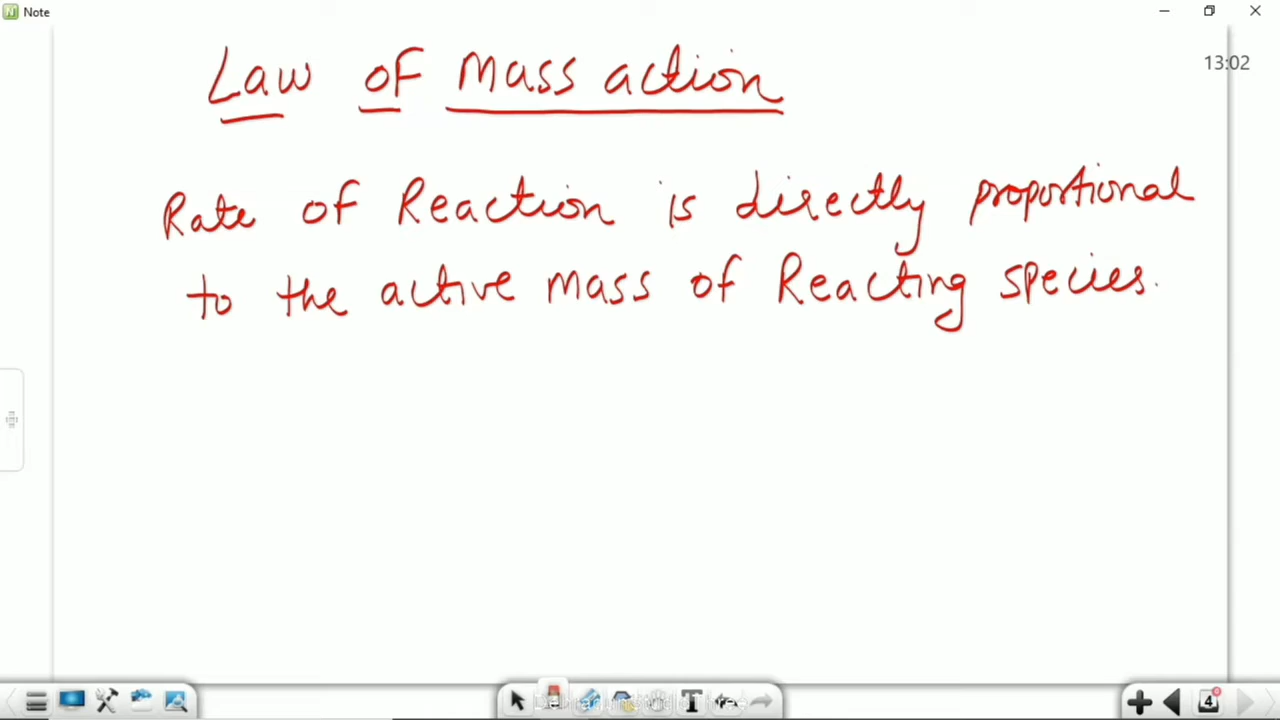 Note
13:02
Law of Mass action
Rate of Reaction is directly proportional
to the active mass of Reacting species.
4